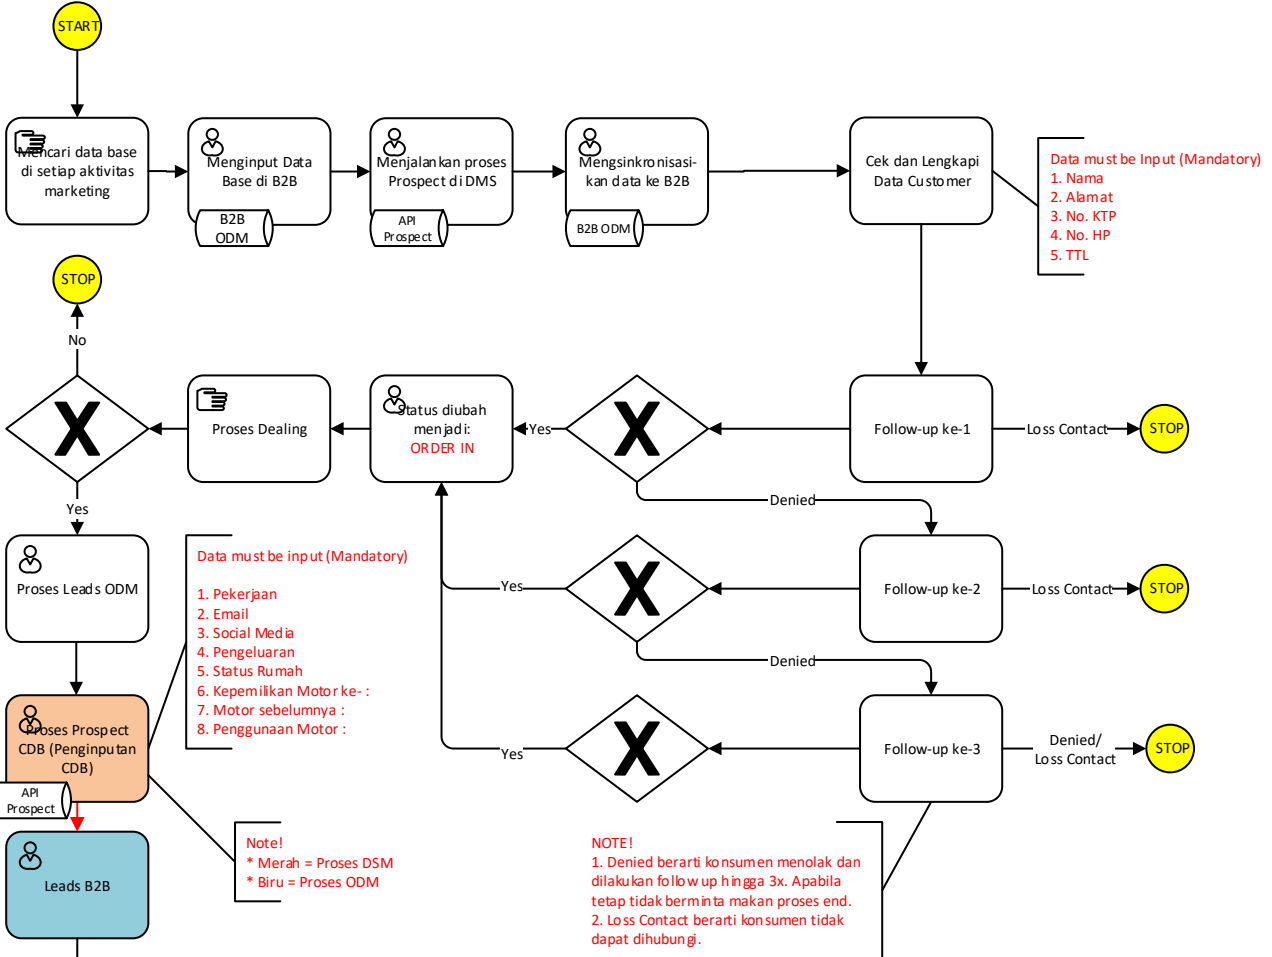 START
Mencari data base
di setiap aktivitas
marketing
Menginput Data
Base di B2B
B2B
ODM
Menjalankan proses
Prospect di DMS
API
Prospect
Mengsinkronisasi-
kan data ke B2B
B2B ODM
Cek dan Lengkapi
Data Customer
Data must be Input (Mandatory)
1. Nama
2. Alamat
3. No. KTP
4. No. HP
5. TTL
STOP
No
X
Yes
Proses Dealing
Status diubah
menjadi:
ORDER IN
Yes
X
Follow-up ke-1
Loss Contact
STOP
Denied
Yes
X
Follow-up ke-2
Loss Contact
STOP
Denied
Yes
X
Follow-up ke-3
Denied/
Loss Contact
STOP
Proses Leads ODM
Data must be input (Mandatory)
1. Pekerjaan
2. Email
3. Social Media
4. Pengeluaran
5. Status Rumah
6. Kepemilikan Motor ke- :
7. Motor sebelumnya :
8. Penggunaan Motor :
Proses Prospect
CDB (Penginputan
CDB)
API
Prospect
Leads B2B
Note!
* Merah = Proses DSM
* Biru = Proses ODM
NOTE!
1. Denied berarti konsumen menolak dan
dilakukan follow up hingga 3x. Apabila
tetap tidak berminta makan proses end.
2. Loss Contact berarti konsumen tidak
dapat dihubungi.